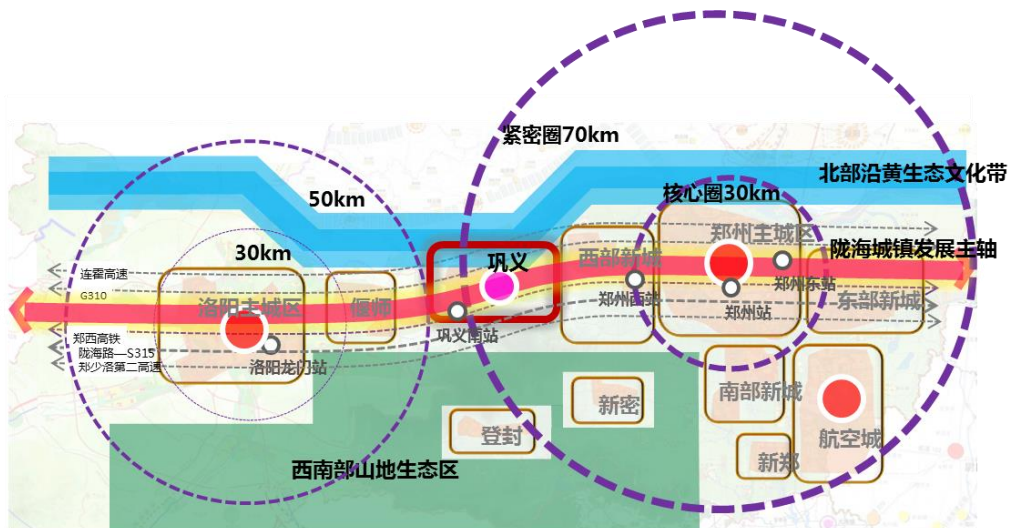 紧密圈70km
北部沿黄生态文化带
50km
核心圈30km
30km
郑州主城区
陇海城镇发展主轴
巩义
西部新城
连霍高速
郑州东站
G310
郑州西站
东部新城
洛阳主城区
偃师
郑州站
郑西高铁
巩义南站
陇海路—S315
洛阳龙门站
郑少洛第二高速
南部新城
新密
登封
航空城
西南部山地生态区
新郑